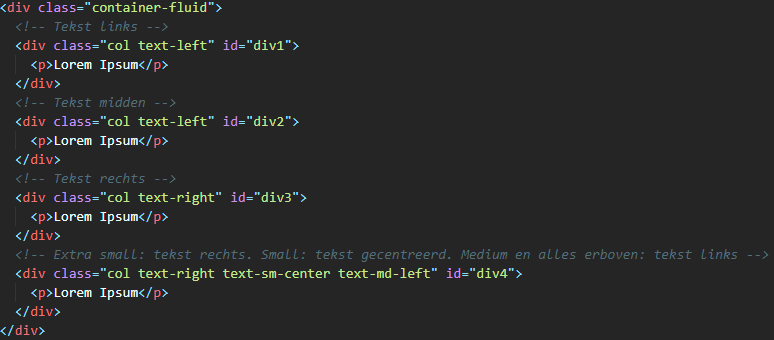 <div class="container-fluid">
  <!-- Tekst links -->
  <div class="col text-left" id="div1">
    <p>Lorem Ipsum</p>
  </div>
  <!-- Tekst midden -->
  <div class="col text-left" id="div2">
    <p>Lorem Ipsum</p>
  </div>
  <!-- Tekst rechts -->
  <div class="col text-right" id="div3">
    <p>Lorem Ipsum</p>
  </div>
  <!-- Extra small: tekst rechts. Small: tekst gecentreerd. Medium en alles erboven: tekst links -->
  <div class="col text-right text-sm-center text-md-left" id="div4">
    <p>Lorem Ipsum</p>
  </div>
</div>